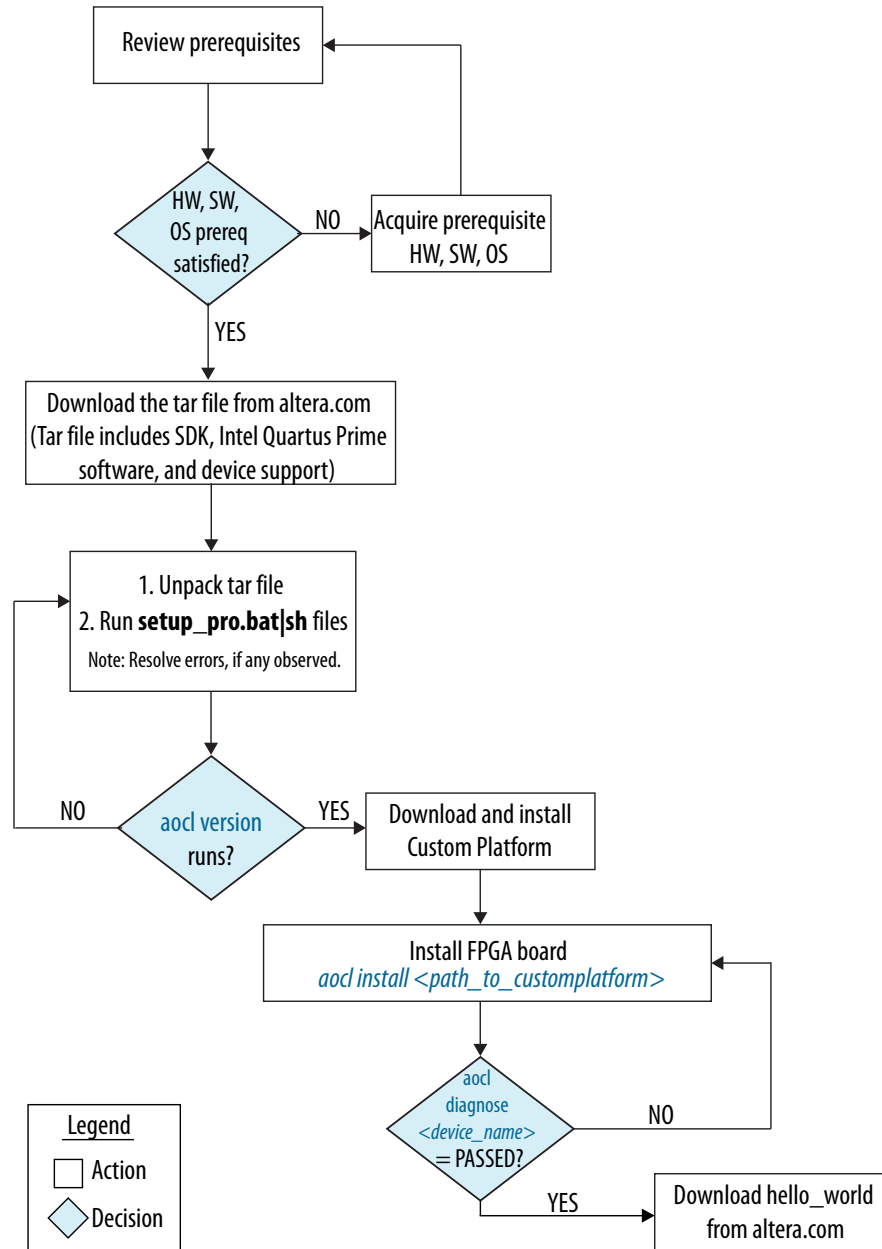 Review prerequisites
HW, SW,
OS prereq
satisfied?
NO
Acquire prerequisite
HW, SW, OS
YES
Download the tar file from altera.com
(Tar file includes SDK, Intel Quartus Prime
software, and device support)
1. Unpack tar file
2. Run setup_pro.bat|sh files
Note: Resolve errors, if any observed.
NO
aocl version
runs?
YES
Download and install
Custom Platform
Install FPGA board
aocl install <path_to_customplatform>
aocl
diagnose
<device_name>
= PASSED?
NO
YES
Download hello_world
from altera.com
Legend
Action
Decision